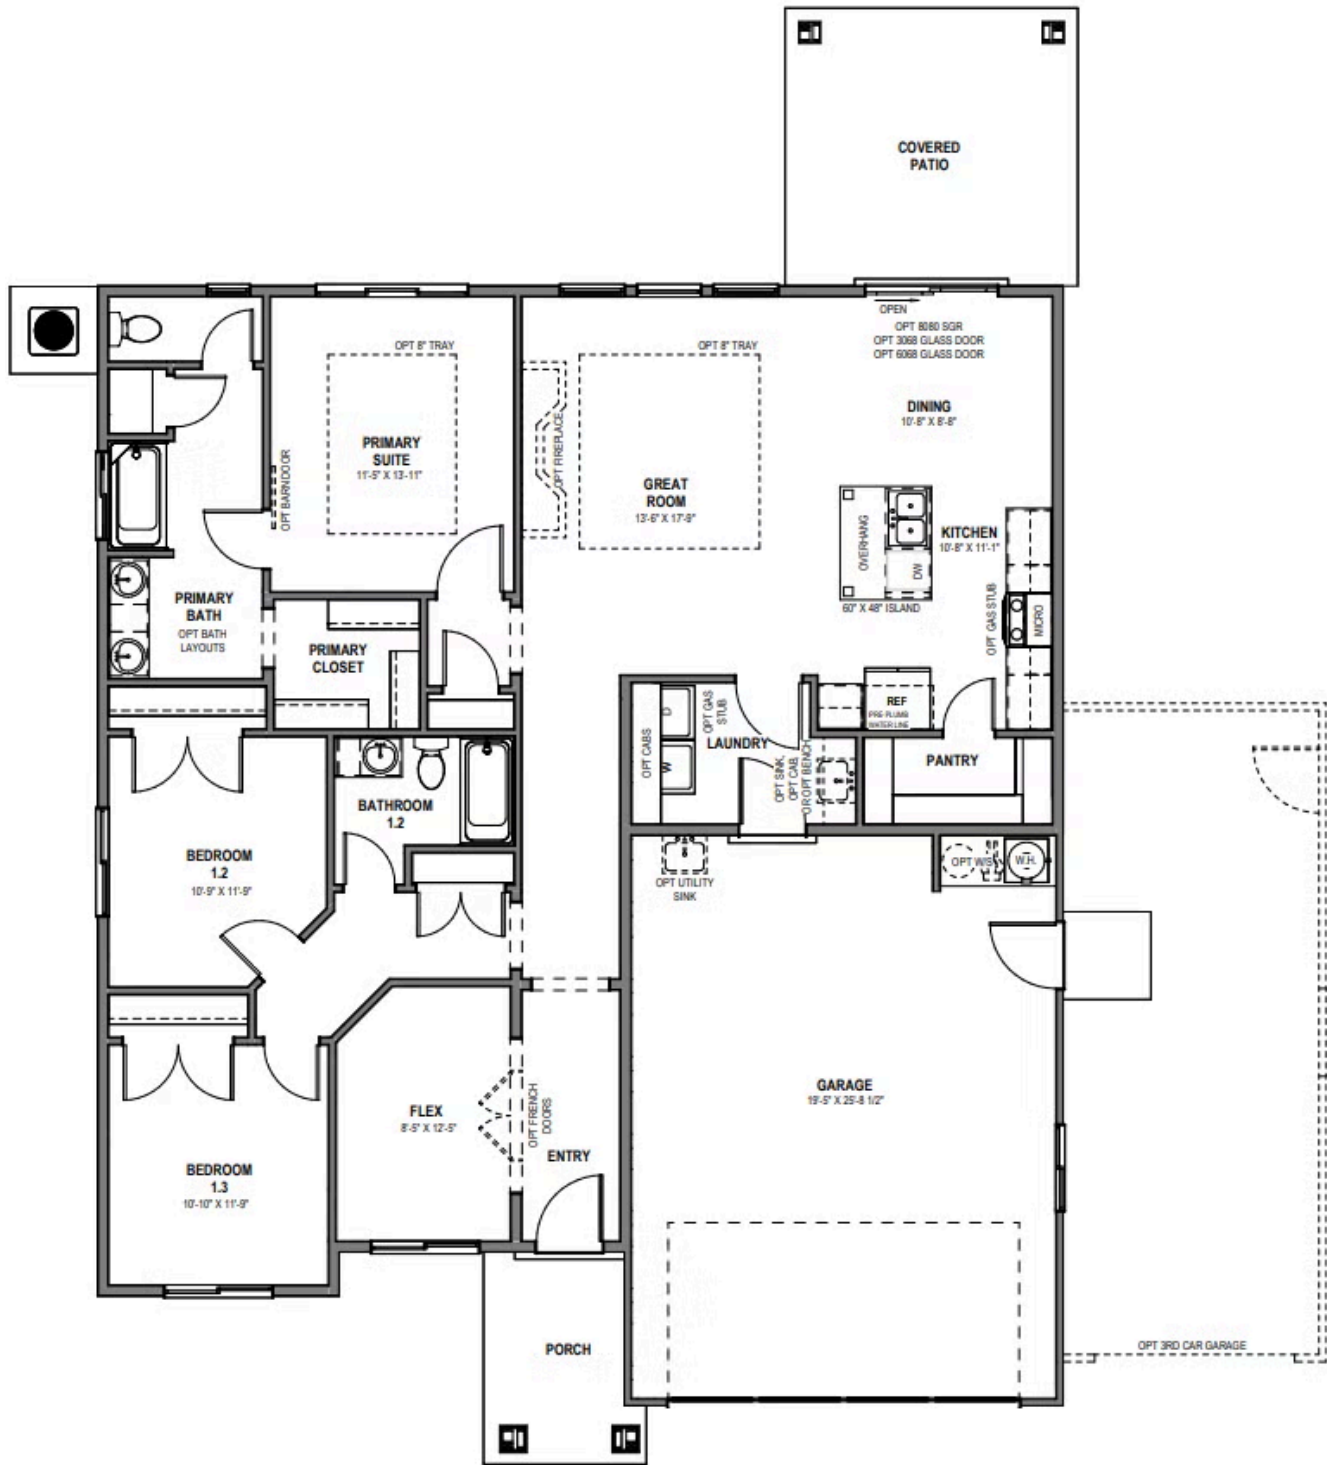 COVERED
PATIO
OPEN
OPT 8080 SGR
OPT 3068 GLASS DOOR
OPT 6068 GLASS DOOR
OPT 8" TRAY
OPT 8" TRAY
DINING
10'-8" X 8'-8"
PRIMARY
SUITE
11'-5" X 13'-11"
OPT BARN DOOR
OPT FIREPLACE
GREAT
ROOM
13'-6" X 17'-9"
OVERHANG
DW
KITCHEN
10'-8" X 11'-1"
60" X 48" ISLAND
OPT GAS STUB
MICRO
PRIMARY
BATH
OPT BATH
LAYOUTS
PRIMARY
CLOSET
REF
PRE-PLUMB
WATER LINE
OPT CABS
D
W
OPT GAS
STUB
LAUNDRY
OPT SINK,
OPT CAB,
OR OPT BENCH
PANTRY
BATHROOM
1.2
BEDROOM
1.2
10'-9" X 11'-9"
OPT UTILITY
SINK
OPT W/S
W.H.
GARAGE
19'-5" X 25'-8 1/2"
FLEX
8'-5" X 12'-5"
OPT FRENCH
DOORS
ENTRY
BEDROOM
1.3
10'-10" X 11'-9"
PORCH
OPT 3RD CAR GARAGE